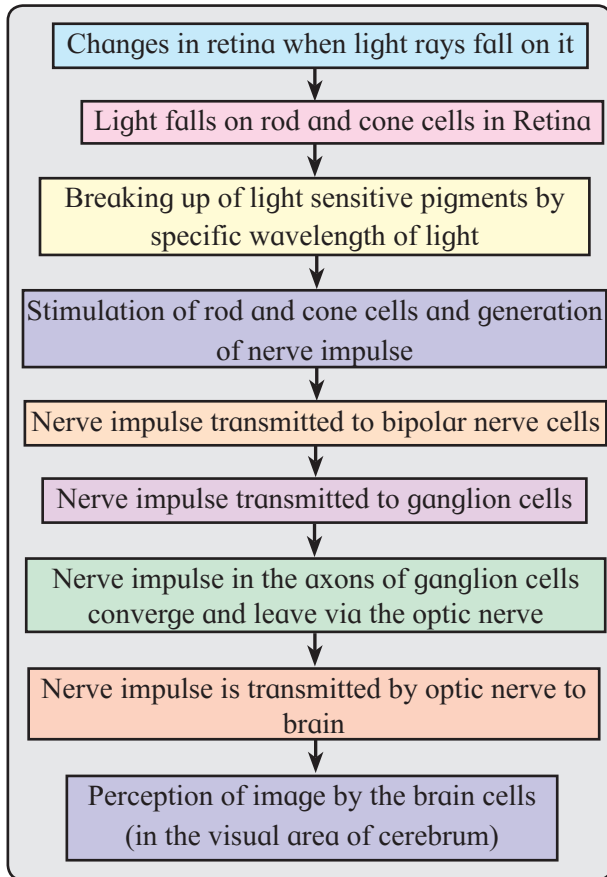 Changes in retina when light rays fall on it
Light falls on rod and cone cells in Retina
Breaking up of light sensitive pigments by
specific wavelength of light
Stimulation of rod and cone cells and generation
of nerve impulse
Nerve impulse transmitted to bipolar nerve cells
Nerve impulse transmitted to ganglion cells
Nerve impulse in the axons of ganglion cells
converge and leave via the optic nerve
Nerve impulse is transmitted by optic nerve to
brain
Perception of image by the brain cells
(in the visual area of cerebrum)